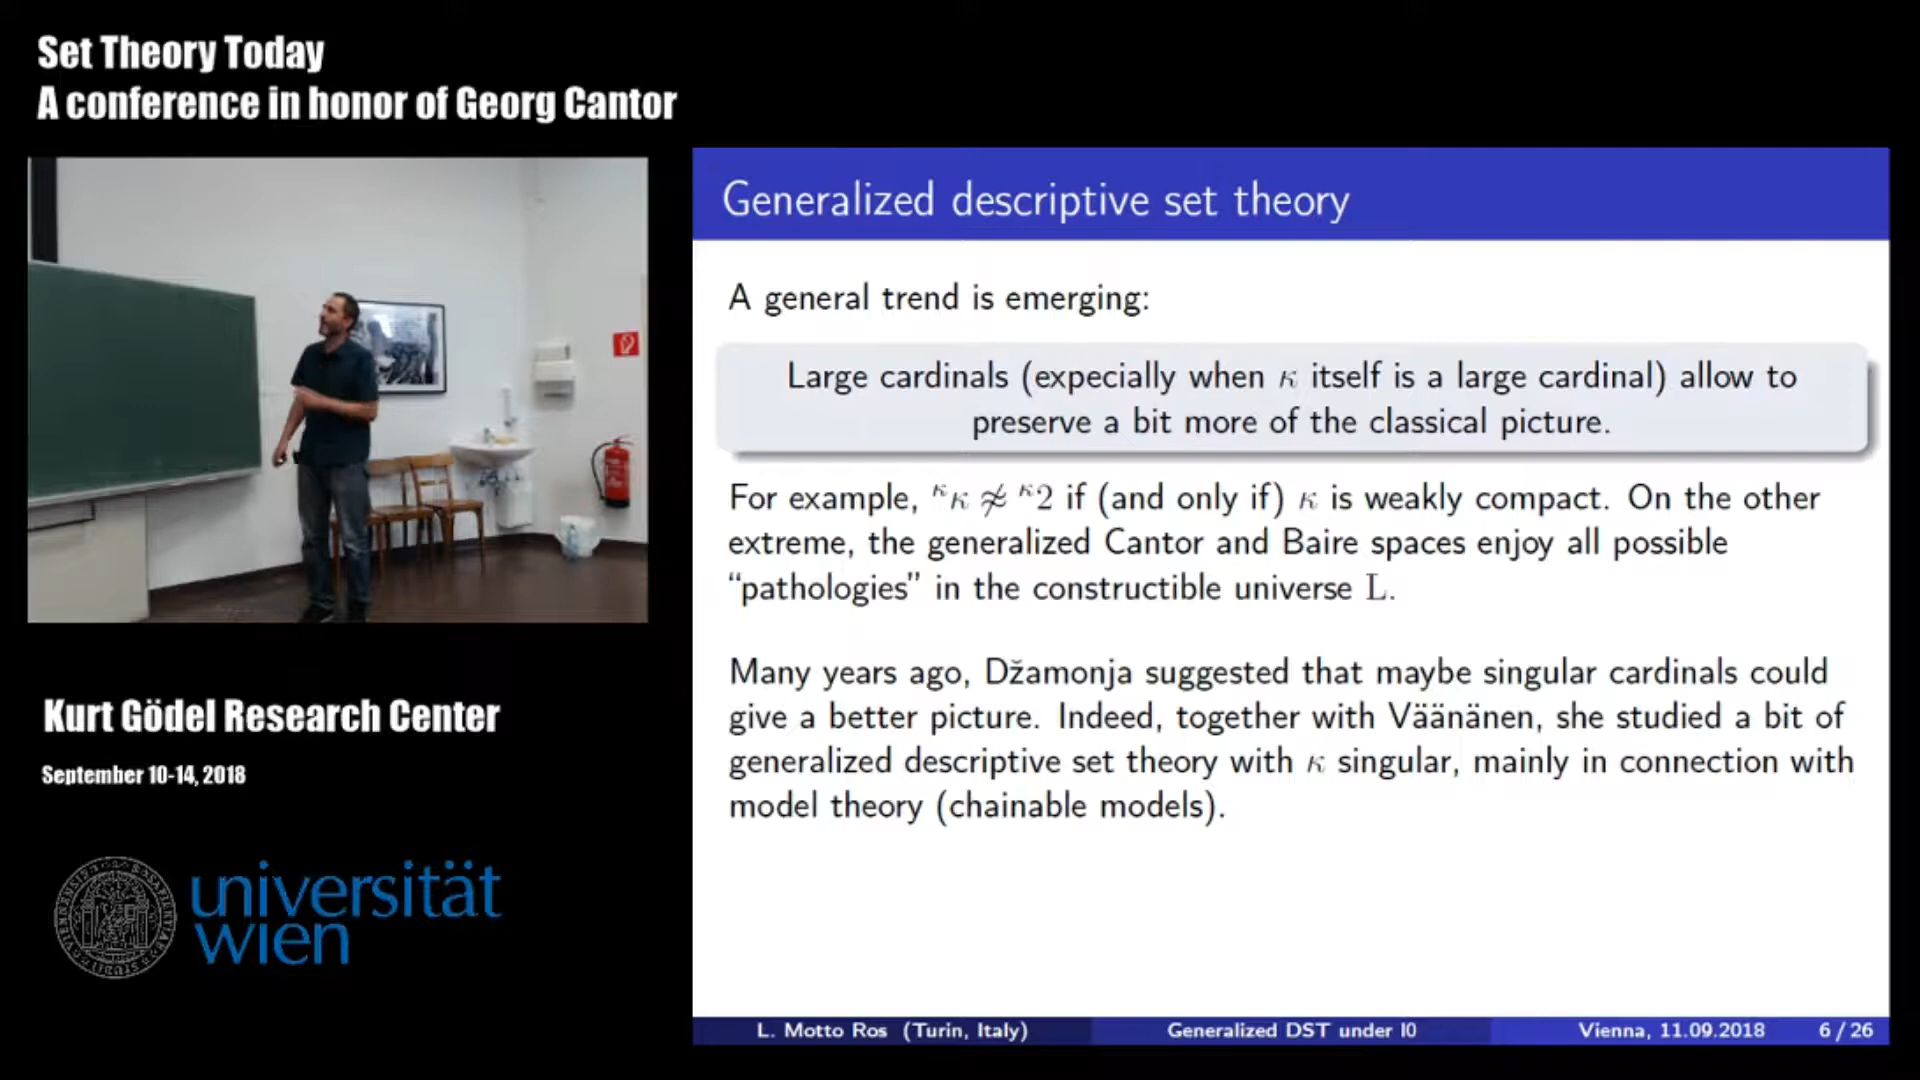 Set Theory Today
A conference in honor of Georg Cantor
Generalized descriptive set theory
A general trend is emerging:
Large cardinals (expecially when κ itself is a large cardinal) allow to
preserve a bit more of the classical picture.
For example, ᵏκ ≉ ᵏ2 if (and only if) κ is weakly compact. On the other
extreme, the generalized Cantor and Baire spaces enjoy all possible
“pathologies” in the constructible universe L.
Many years ago, Džamonja suggested that maybe singular cardinals could
give a better picture. Indeed, together with Väänänen, she studied a bit of
generalized descriptive set theory with κ singular, mainly in connection with
model theory (chainable models).
L. Motto Ros (Turin, Italy) Generalized DST under I0 Vienna, 11.09.2018 6 / 26
Kurt Gödel Research Center
September 10-14, 2018
universität
wien